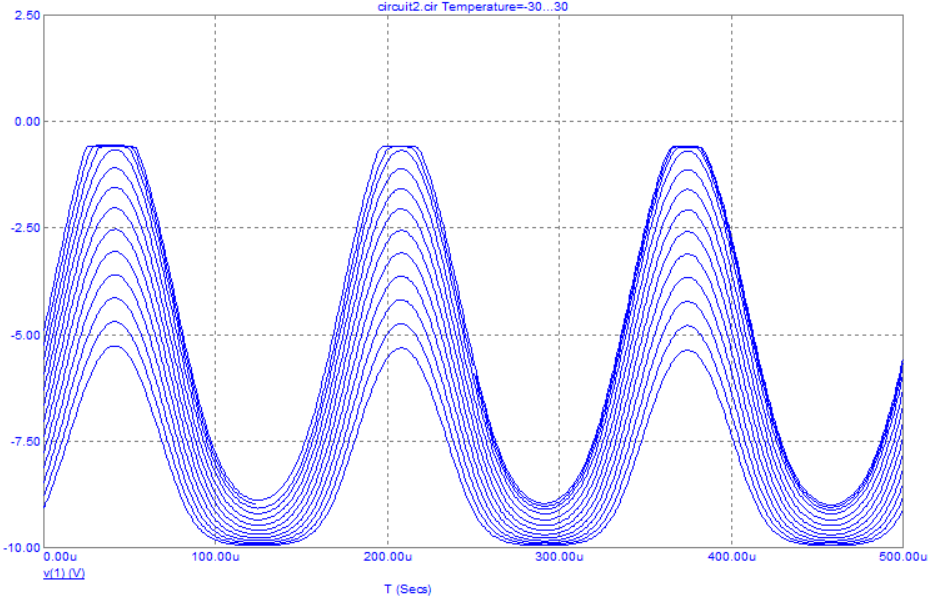 circuit2.cir Temperature=-30...30
2.50
0.00
-2.50
-5.00
-7.50
-10.00
0.00u 100.00u 200.00u 300.00u 400.00u 500.00u
v(1) (V)
T (Secs)